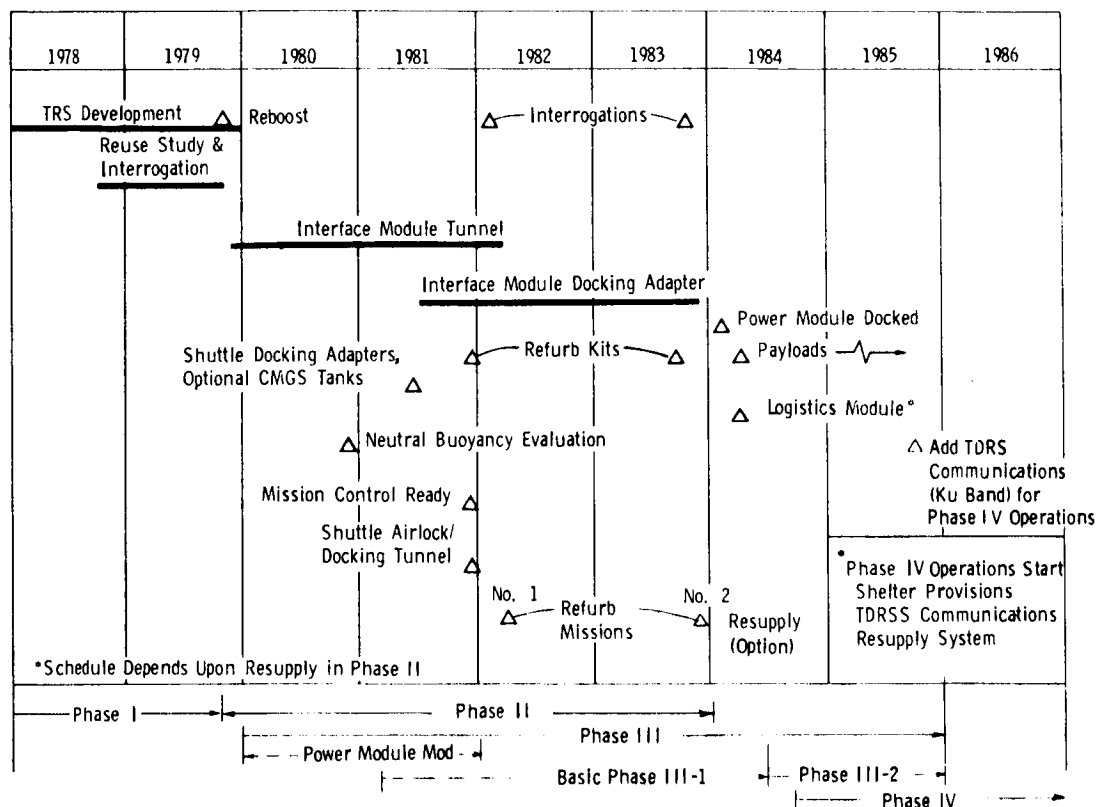 1978 1979 1980 1981 1982 1983 1984 1985 1986
TRS Development
Reboost
Interrogations
Reuse Study &
Interrogation
Interface Module Tunnel
Interface Module Docking Adapter
Power Module Docked
Shuttle Docking Adapters,
Optional CMGS Tanks
Refurb Kits
Payloads
Logistics Module*
Neutral Buoyancy Evaluation
Add TDRS
Communications
(Ku Band) for
Phase IV Operations
Mission Control Ready
Shuttle Airlock/
Docking Tunnel
No. 1
Refurb
Missions
No. 2
Resupply
(Option)
*Phase IV Operations Start
Shelter Provisions
TDRSS Communications
Resupply System
*Schedule Depends Upon Resupply in Phase II
Phase I
Phase II
Phase III
Power Module Mod
Basic Phase III-1
Phase III-2
Phase IV